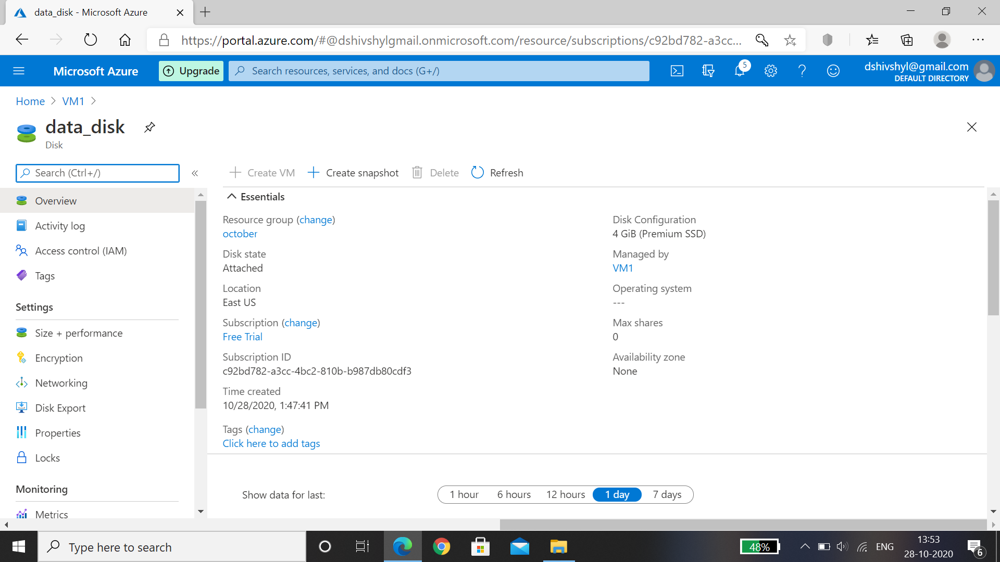 data_disk - Microsoft Azure
https://portal.azure.com/#@dshivshylgmail.onmicrosoft.com/resource/subscriptions/c92bd782-a3cc...
Microsoft Azure
Upgrade
Search resources, services, and docs (G+/)
5
dshivshyl@gmail.com
DEFAULT DIRECTORY
Home > VM1 >
data_disk
Disk
Search (Ctrl+/)
«
Create VM
Create snapshot
Delete
Refresh
Overview
Activity log
Access control (IAM)
Tags
Settings
Size + performance
Encryption
Networking
Disk Export
Properties
Locks
Monitoring
Metrics
Essentials
Resource group (change)
october
Disk state
Attached
Location
East US
Subscription (change)
Free Trial
Subscription ID
c92bd782-a3cc-4bc2-810b-b987db80cdf3
Time created
10/28/2020, 1:47:41 PM
Tags (change)
Click here to add tags
Disk Configuration
4 GiB (Premium SSD)
Managed by
VM1
Operating system
---
Max shares
0
Availability zone
None
Show data for last:
1 hour
6 hours
12 hours
1 day
7 days
Type here to search
48%
ENG
13:53
28-10-2020
6